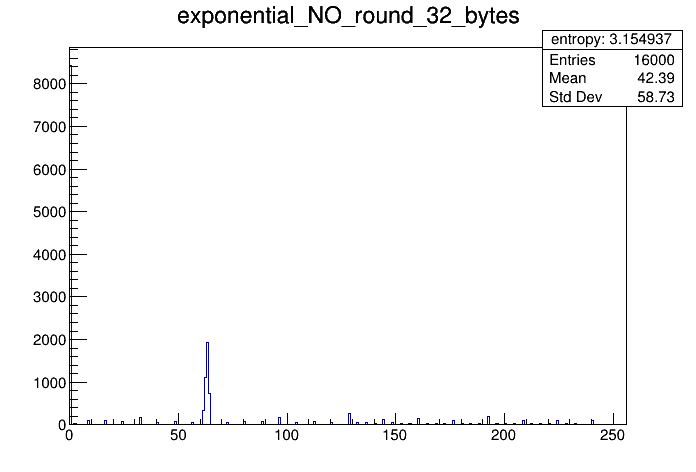 exponential_NO_round_32_bytes
entropy: 3.154937
Entries 16000
Mean 42.39
Std Dev 58.73
8000
7000
6000
5000
4000
3000
2000
1000
0
0 50 100 150 200 250